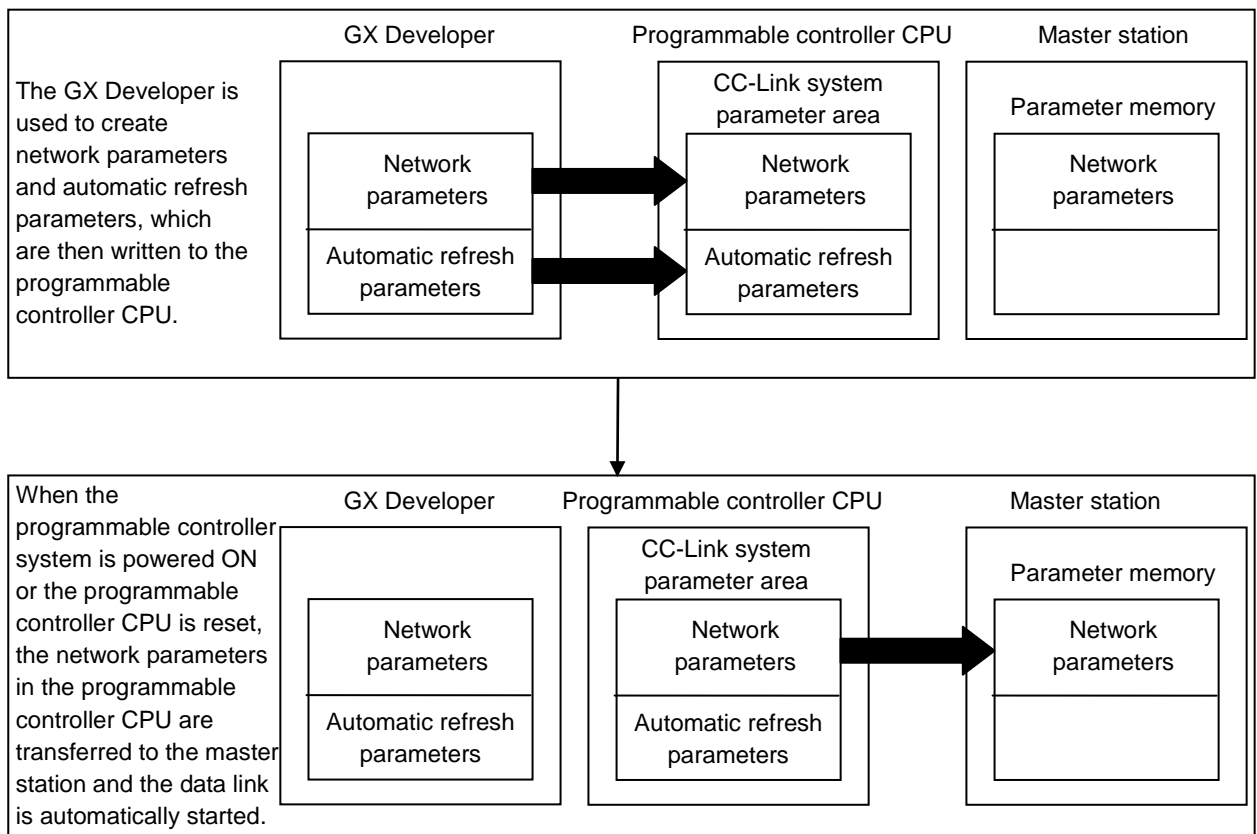 GX Developer
Programmable controller CPU
Master station
The GX Developer is
used to create
network parameters
and automatic refresh
parameters, which
are then written to the
programmable
controller CPU.
CC-Link system
parameter area
Parameter memory
Network
parameters
Automatic refresh
parameters
Network
parameters
Automatic refresh
parameters
Network
parameters
When the
programmable controller
system is powered ON
or the programmable
controller CPU is reset,
the network parameters
in the programmable
controller CPU are
transferred to the master
station and the data link
is automatically started.
GX Developer
Programmable controller CPU
Master station
CC-Link system
parameter area
Parameter memory
Network
parameters
Automatic refresh
parameters
Network
parameters
Automatic refresh
parameters
Network
parameters